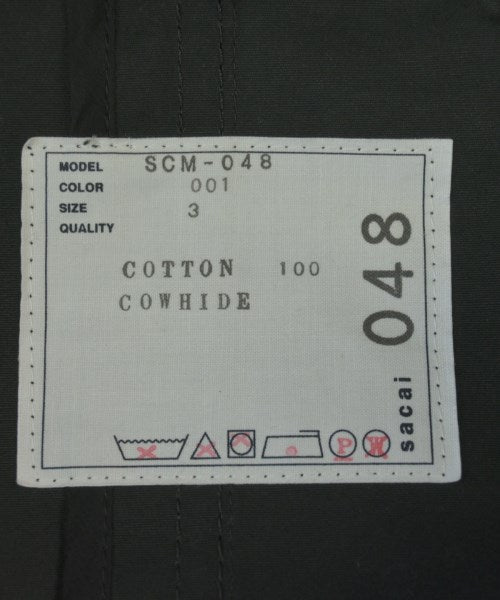 MODEL SCM-048
COLOR 001
SIZE 3
QUALITY
COTTON 100
COWHIDE
048
sacai
P W